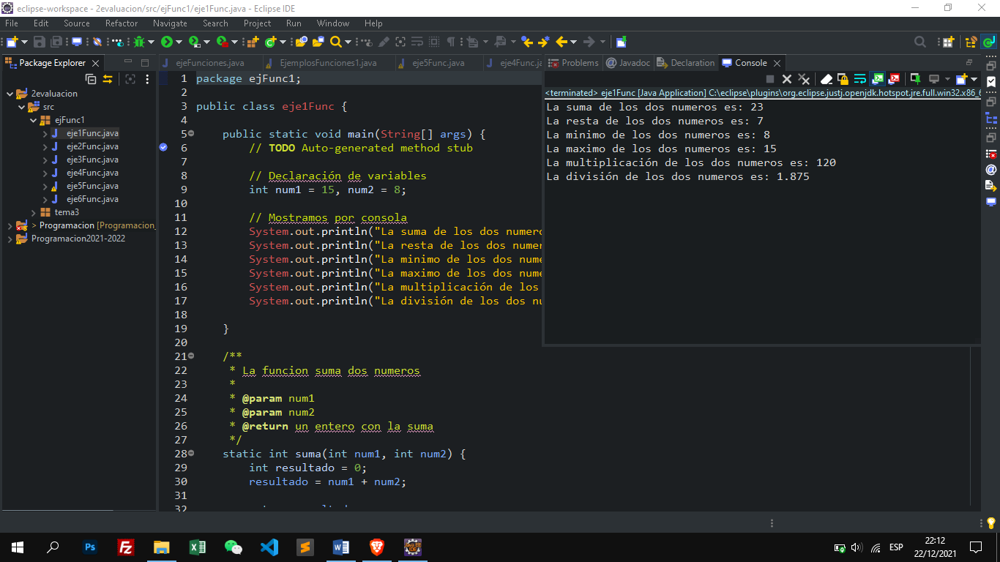 eclipse-workspace - 2evaluacion/src/ejFunc1/eje1Func.java - Eclipse IDE
File Edit Source Refactor Navigate Search Project Run Window Help
Package Explorer
2evaluacion
src
ejFunc1
eje1Func.java
eje2Func.java
eje3Func.java
eje4Func.java
eje5Func.java
eje6Func.java
tema3
> Programacion [Programacion_
Programacion2021-2022
ejeFunciones.java EjemplosFunciones1.java eje5Func.java eje4Func.ja
1 package ejFunc1;
2
3 public class eje1Func {
4
5 public static void main(String[] args) {
6 // TODO Auto-generated method stub
7
8 // Declaración de variables
9 int num1 = 15, num2 = 8;
10
11 // Mostramos por consola
12 System.out.println("La suma de los dos numero
13 System.out.println("La resta de los dos numer
14 System.out.println("La minimo de los dos nume
15 System.out.println("La maximo de los dos nume
16 System.out.println("La multiplicación de los
17 System.out.println("La división de los dos nu
18
19 }
20
21 /**
22 * La funcion suma dos numeros
23 *
24 * @param num1
25 * @param num2
26 * @return un entero con la suma
27 */
28 static int suma(int num1, int num2) {
29 int resultado = 0;
30 resultado = num1 + num2;
31
32
Problems Javadoc Declaration Console
<terminated> eje1Func [Java Application] C:\eclipse\plugins\org.eclipse.justj.openjdk.hotspot.jre.full.win32.x86_6
La suma de los dos numeros es: 23
La resta de los dos numeros es: 7
La minimo de los dos numeros es: 8
La maximo de los dos numeros es: 15
La multiplicación de los dos numeros es: 120
La división de los dos numeros es: 1.875
Ps
Fz
ESP
22:12
22/12/2021